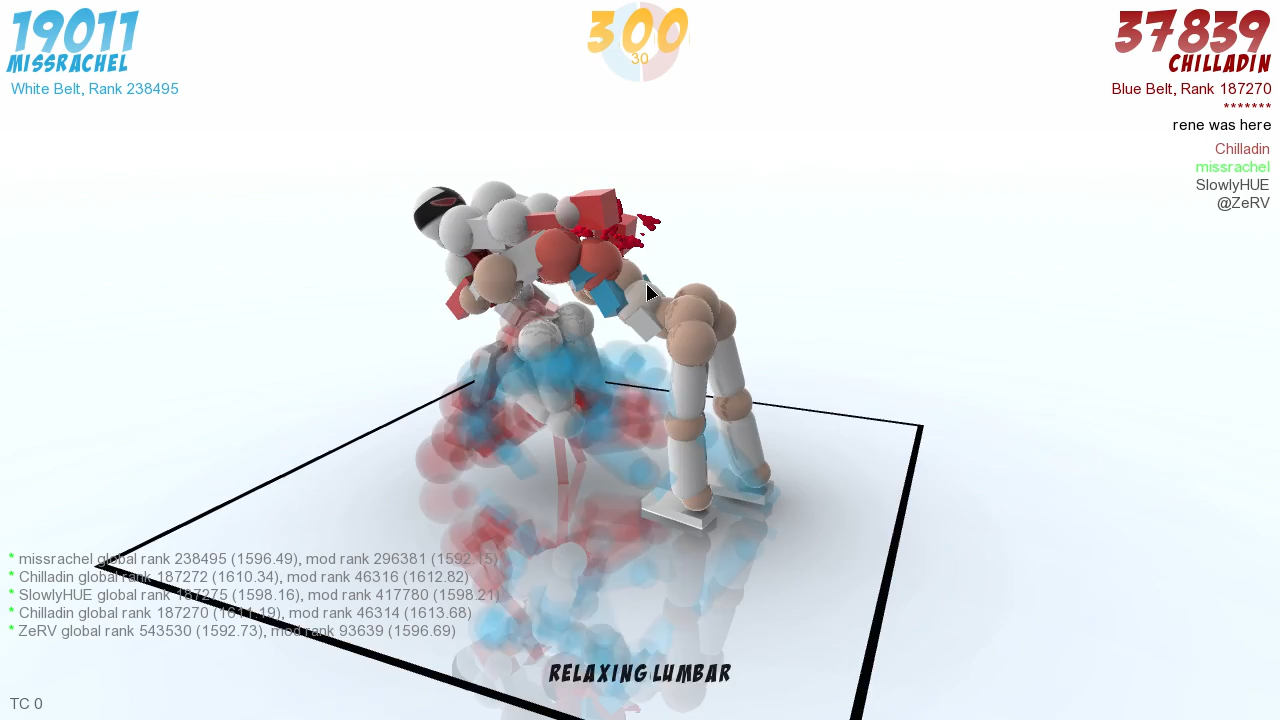 19011
MISSRACHEL
White Belt, Rank 238495
300
30
37839
CHILLADIN
Blue Belt, Rank 187270
*******
rene was here
Chilladin
missrachel
SlowlyHUE
@ZeRV
* missrachel global rank 238495 (1596.49), mod rank 296381 (1592.15)
* Chilladin global rank 187272 (1610.34), mod rank 46316 (1612.82)
* SlowlyHUE global rank 187275 (1598.16), mod rank 417780 (1598.21)
* Chilladin global rank 187270 (1611.19), mod rank 46314 (1613.68)
* ZeRV global rank 543530 (1592.73), mod rank 93639 (1596.69)
RELAXING LUMBAR
TC 0